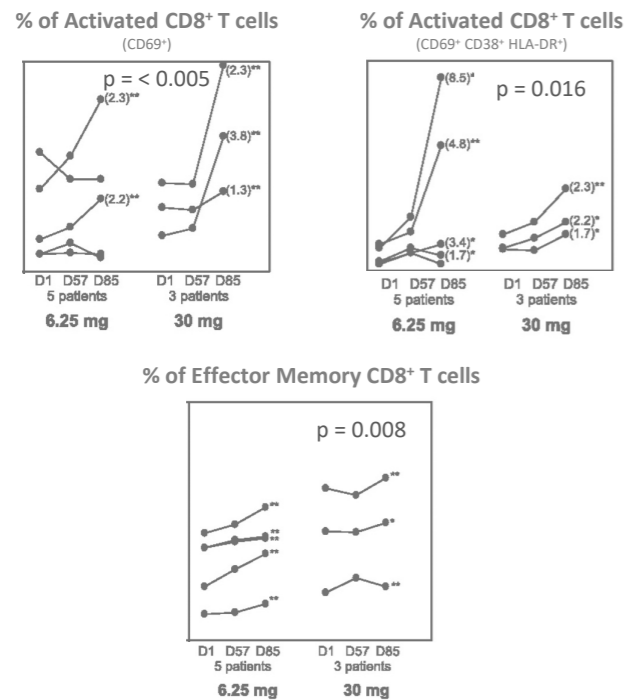 % of Activated CD8⁺ T cells
(CD69⁺)
p = < 0.005
(2.3)**
(2.2)**
(2.3)**
(3.8)**
(1.3)**
D1 D57 D85
5 patients
6.25 mg
D1 D57 D85
3 patients
30 mg
% of Activated CD8⁺ T cells
(CD69⁺ CD38⁺ HLA-DR⁺)
p = 0.016
(8.5)*
(4.8)**
(3.4)*
(1.7)*
(2.3)**
(2.2)*
(1.7)*
D1 D57 D85
5 patients
6.25 mg
D1 D57 D85
3 patients
30 mg
% of Effector Memory CD8⁺ T cells
p = 0.008
**
**
**
**
**
**
*
**
D1 D57 D85
5 patients
6.25 mg
D1 D57 D85
3 patients
30 mg